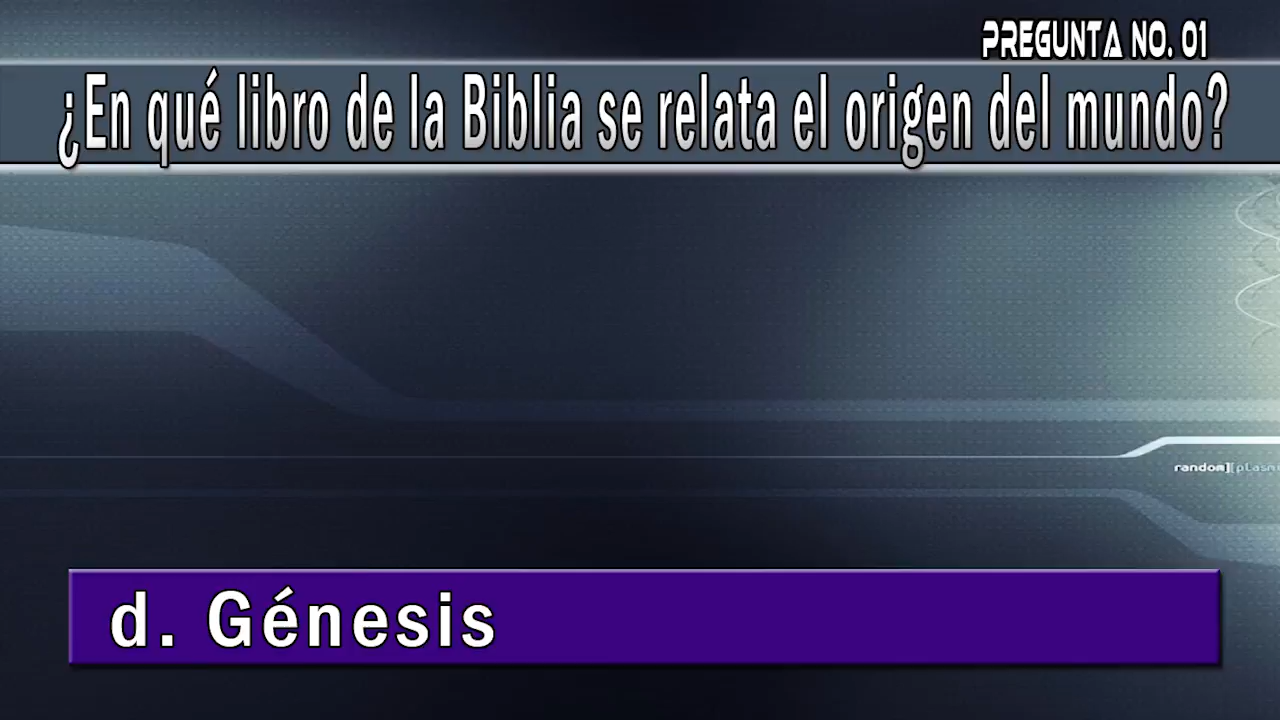 PREGUNTA NO. 01
¿En qué libro de la Biblia se relata el origen del mundo?
random][plasm
d. Génesis